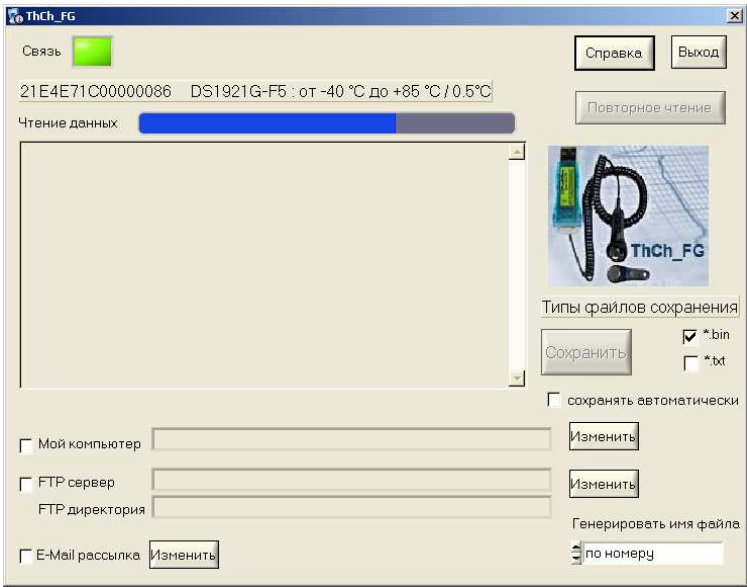 ThCh_FG
Связь
Справка
Выход
21E4E71C00000086 DS1921G-F5 : от -40 °C до +85 °C / 0.5°C
Повторное чтение
Чтение данных
ThCh_FG
Типы файлов сохранения
Сохранить
*.bin
*.txt
сохранять автоматически
Мой компьютер
Изменить
FTP сервер
Изменить
FTP директория
Генерировать имя файла
E-Mail рассылка
Изменить
по номеру